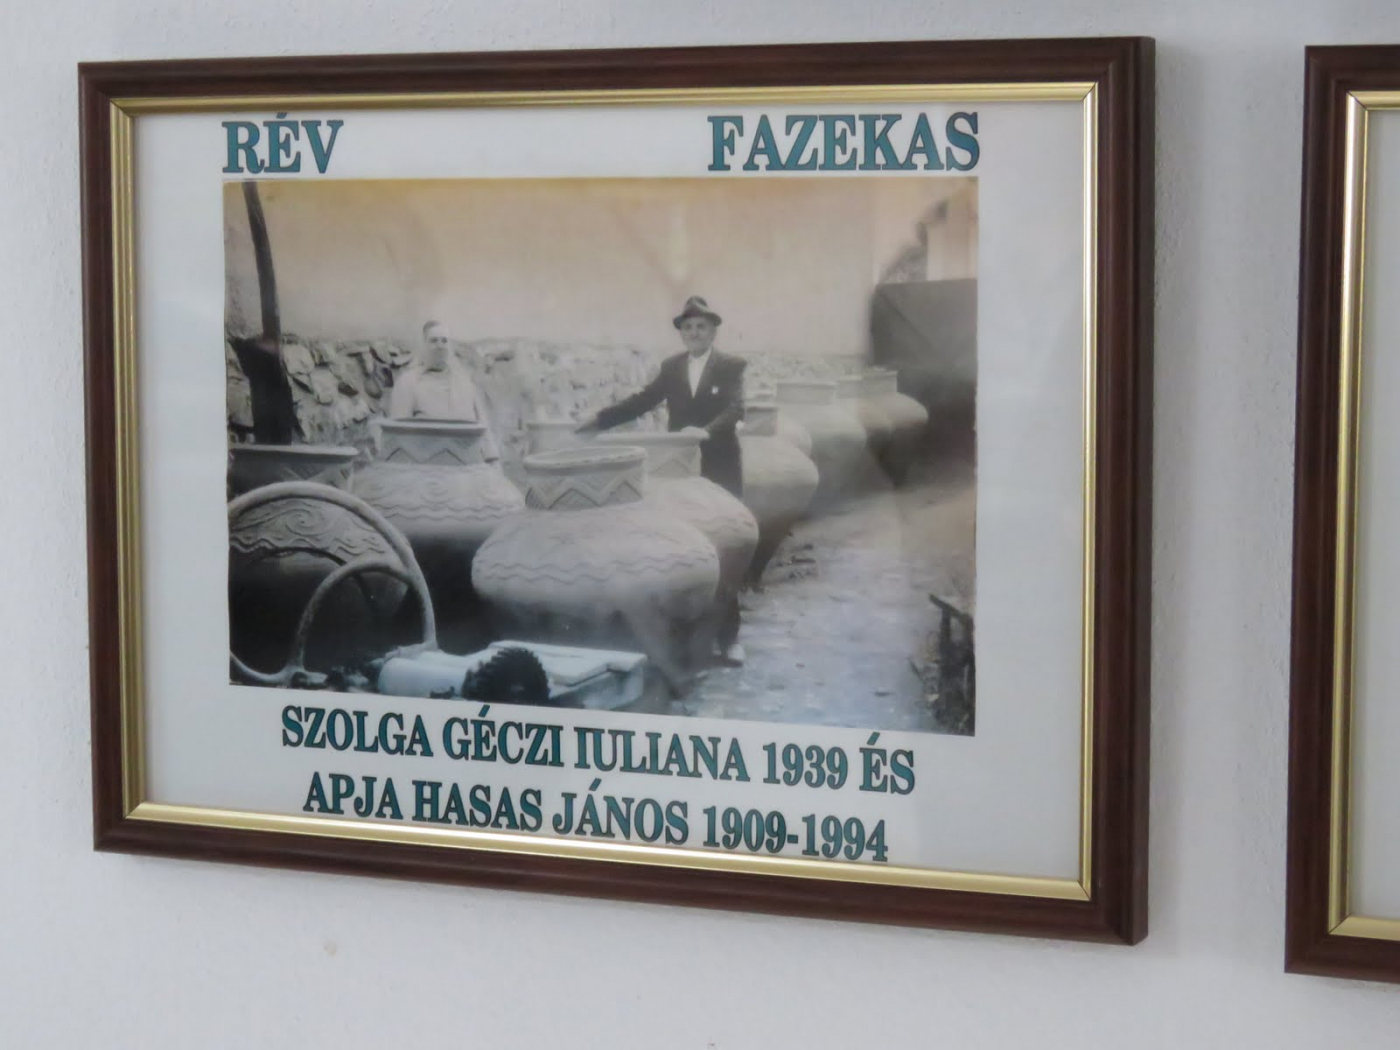 RÉV FAZEKAS
SZOLGA GÉCZI IULIANA 1939 ÉS
APJA HASAS JÁNOS 1909-1994